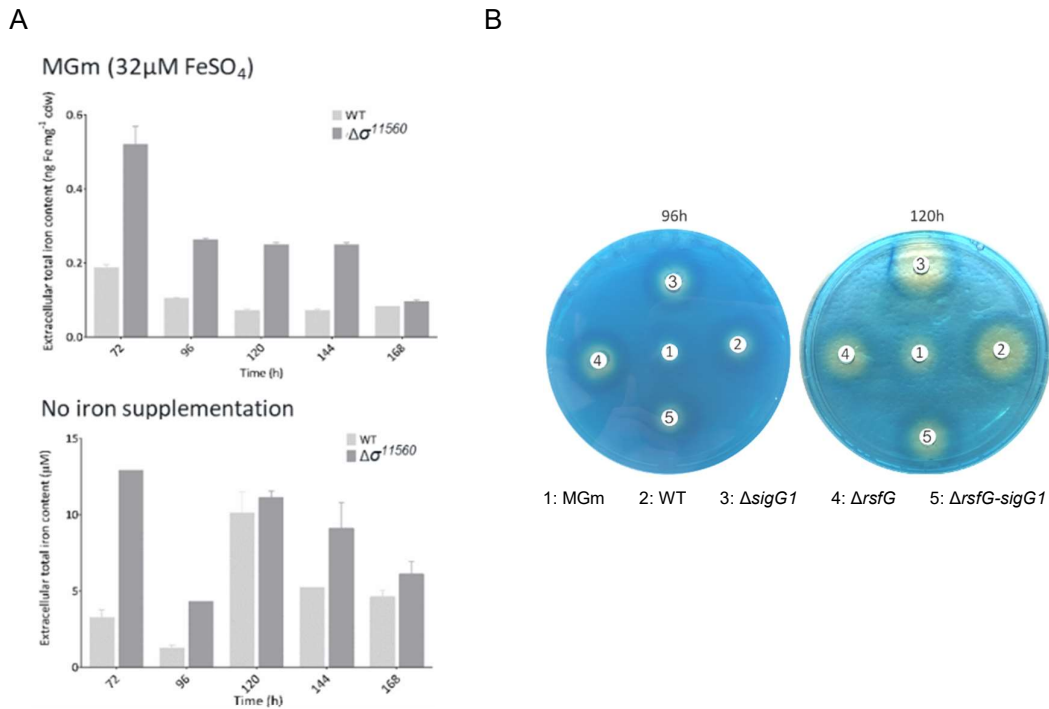 A
MGm (32µM FeSO₄)
Extracellular total iron content (ng Fe mg⁻¹ cdw)
0.6
0.4
0.2
0.0
WT
Δσ¹¹⁵⁶⁰
72
96
120
144
168
Time (h)
No iron supplementation
Extracellular total iron content (µM)
15
10
5
0
WT
Δσ¹¹⁵⁶⁰
72
96
120
144
168
Time (h)
B
96h
3
4
1
2
5
120h
3
4
1
2
5
1: MGm 2: WT 3: ΔsigG1 4: ΔrsfG 5: ΔrsfG-sigG1